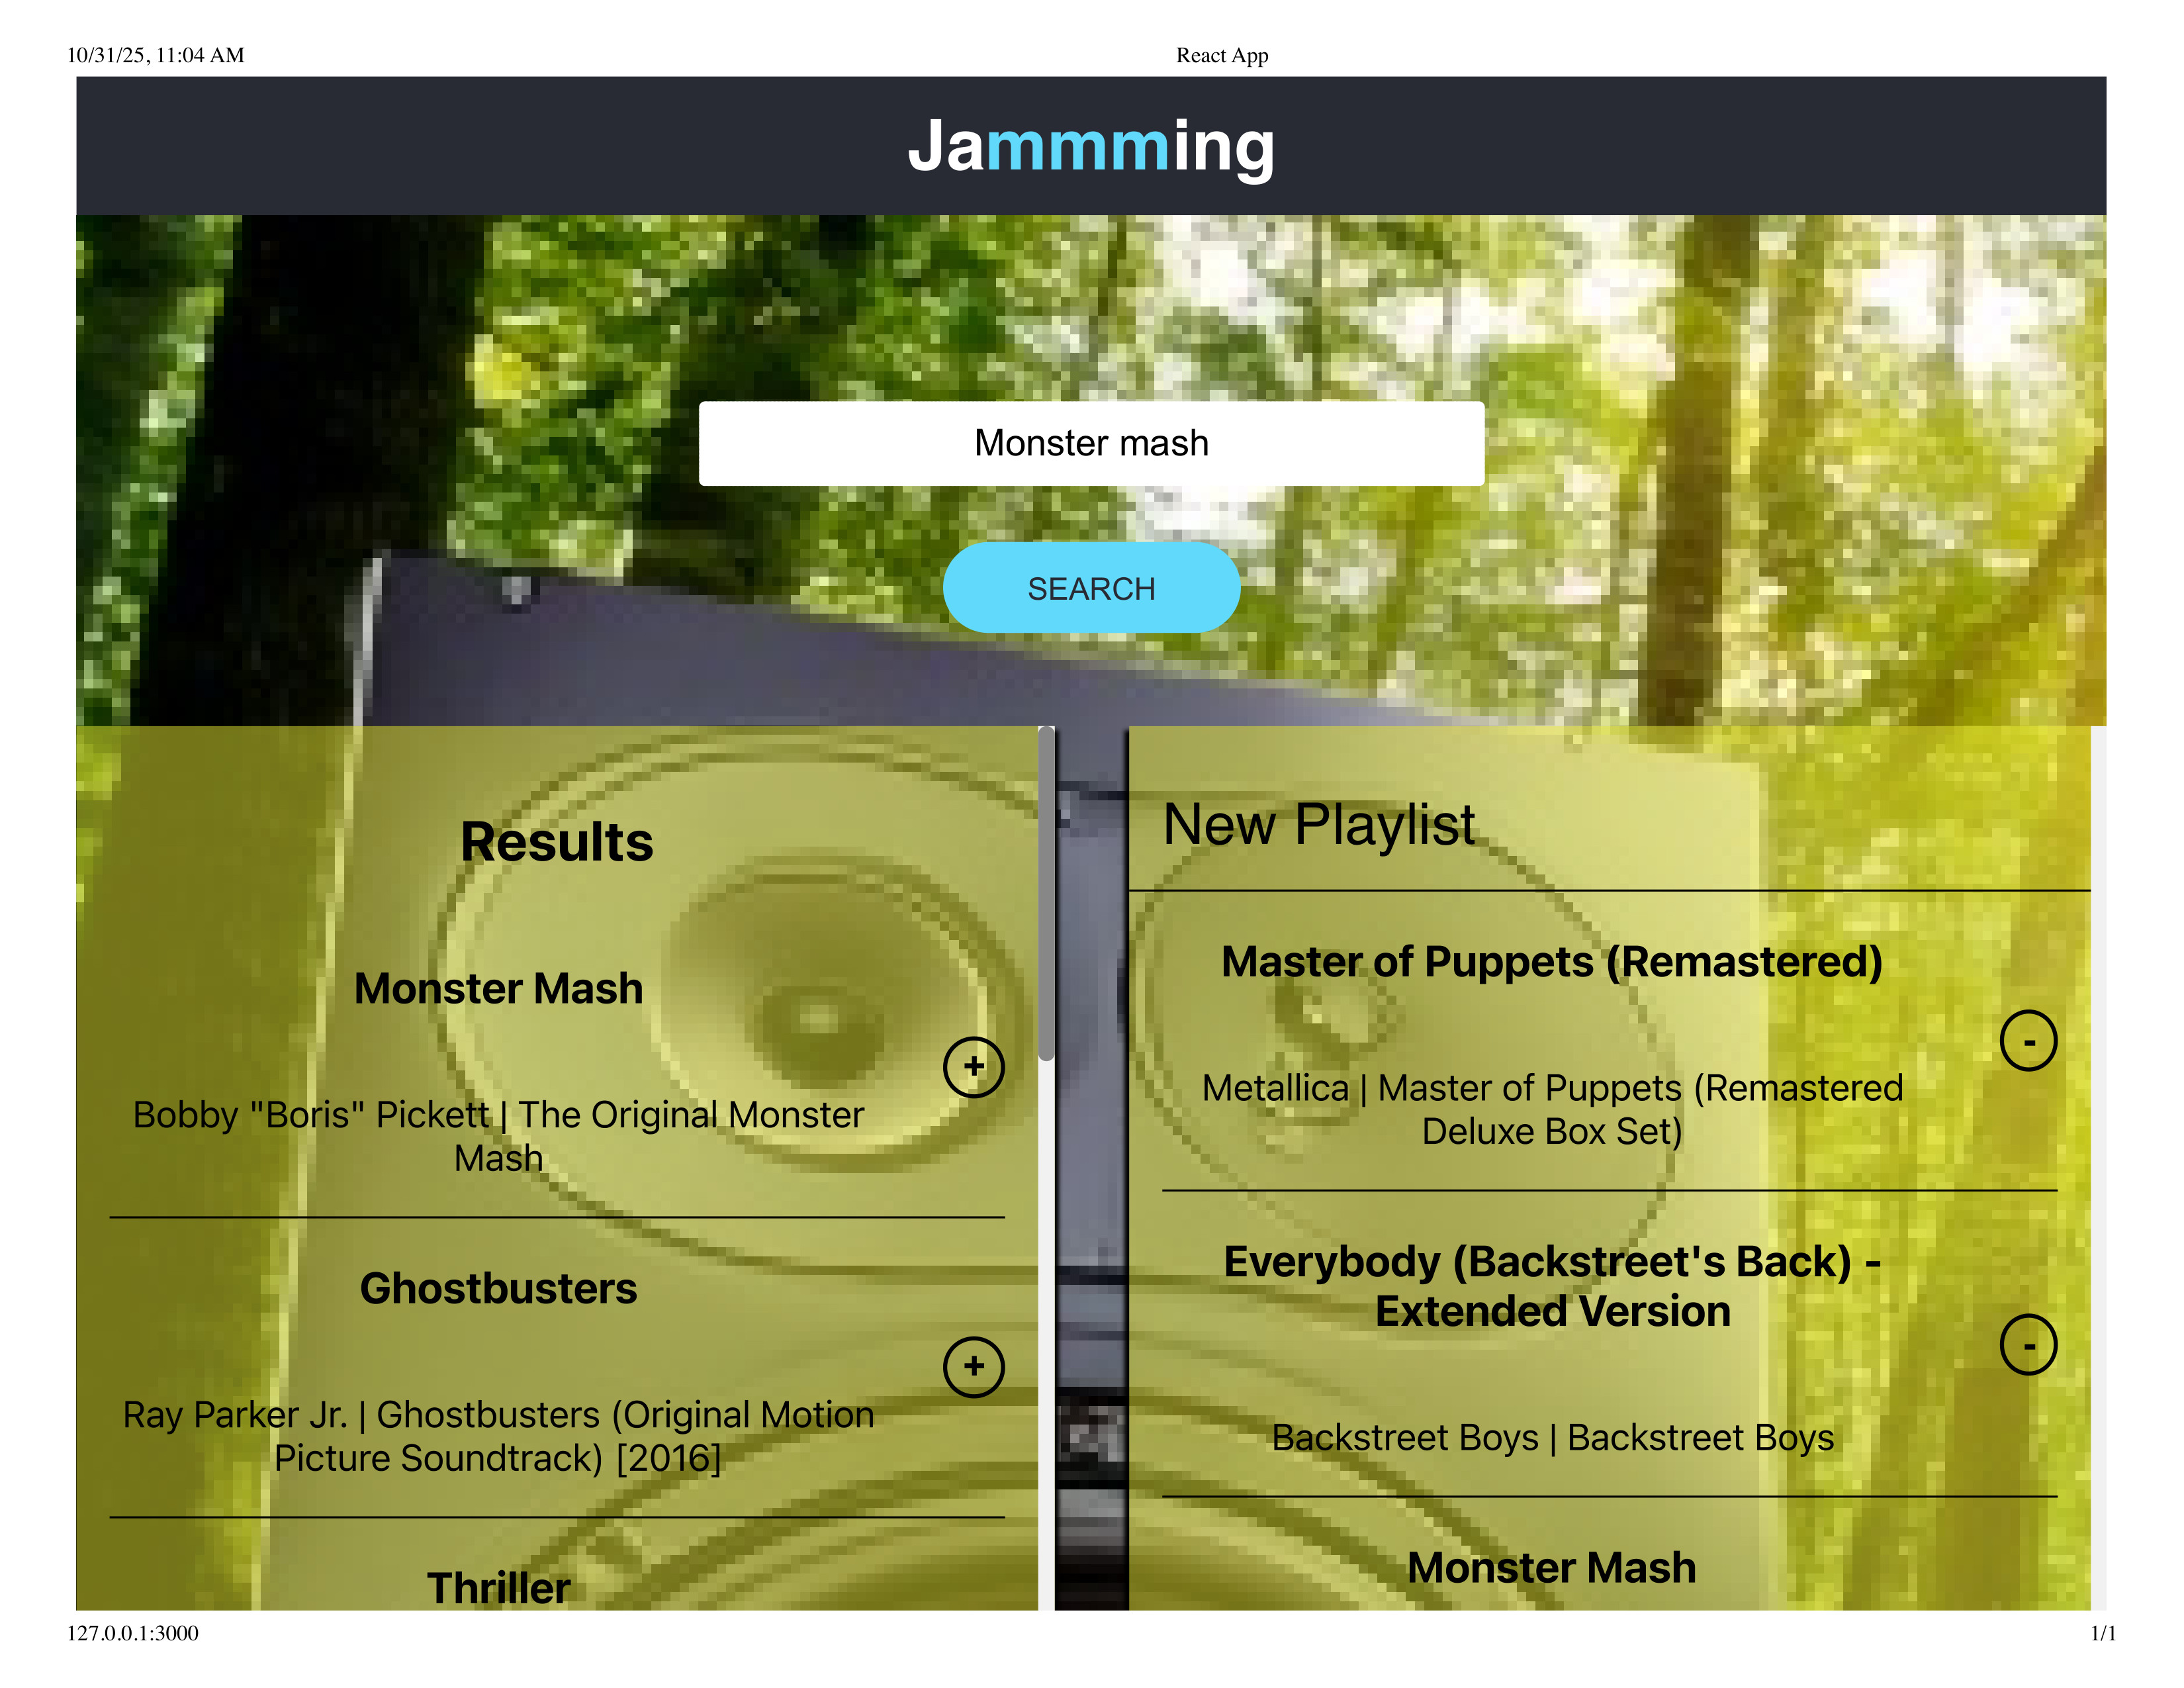 10/31/25, 11:04 AM
React App
Jammming
Monster mash
SEARCH
Results
Monster Mash
+
Bobby "Boris" Pickett | The Original Monster
Mash
Ghostbusters
+
Ray Parker Jr. | Ghostbusters (Original Motion
Picture Soundtrack) [2016]
Thriller
New Playlist
Master of Puppets (Remastered)
-
Metallica | Master of Puppets (Remastered
Deluxe Box Set)
Everybody (Backstreet's Back) -
Extended Version
-
Backstreet Boys | Backstreet Boys
Monster Mash
127.0.0.1:3000
1/1